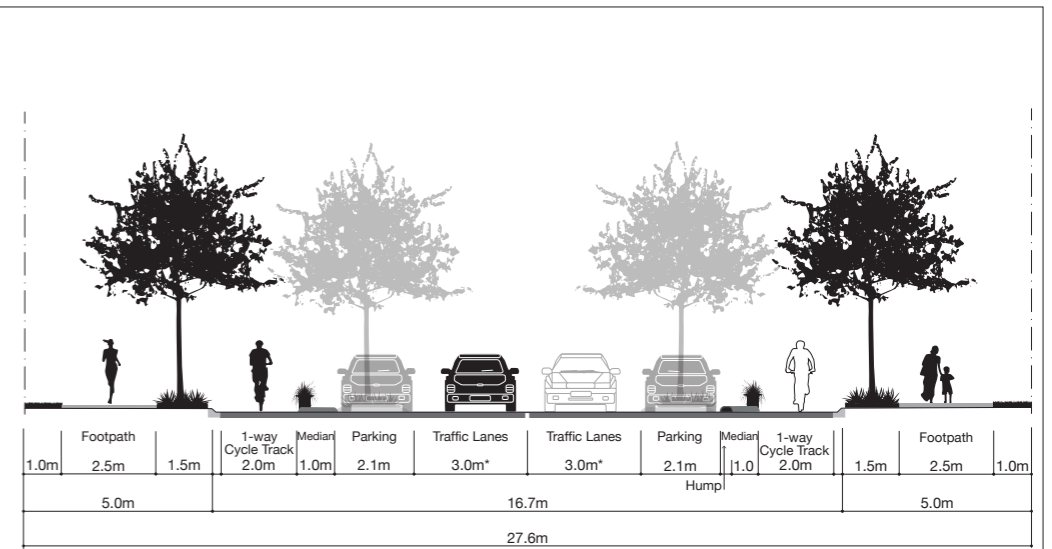 Footpath
1-way
Cycle Track
Median
Parking
Traffic Lanes
Traffic Lanes
Parking
Median
1-way
Cycle Track
Footpath
1.0m 2.5m 1.5m 2.0m 1.0m 2.1m 3.0m* 3.0m* 2.1m 1.0 2.0m 1.5m 2.5m 1.0m
Hump
5.0m 16.7m 5.0m
27.6m